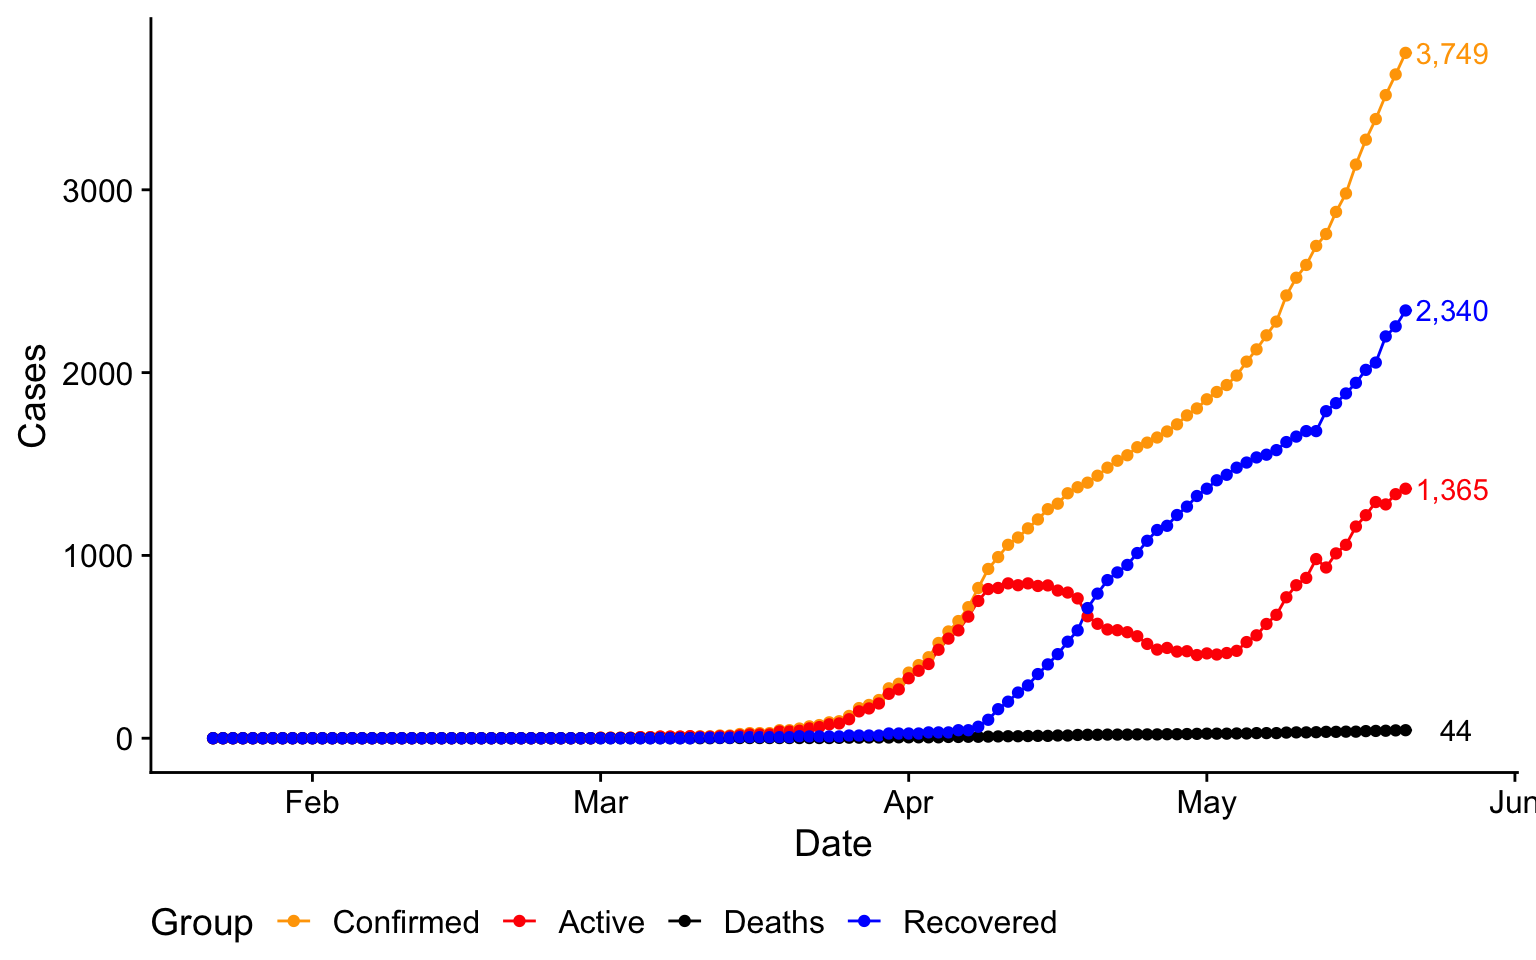 3,749
3000
2,340
2000
Cases
1,365
1000
44
0
Feb Mar Apr May Jun
Date
Group Confirmed Active Deaths Recovered